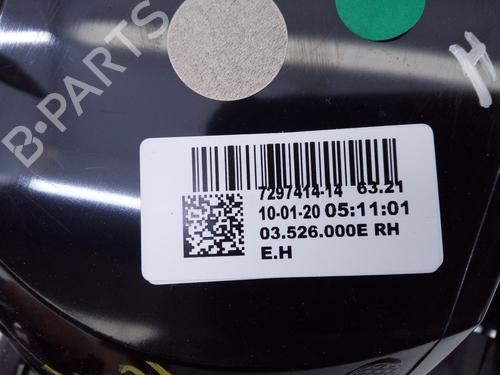 B-PARTS
H
7297414-14 63.21
10-01-20 05:11:01
03.526.000E RH
E.H